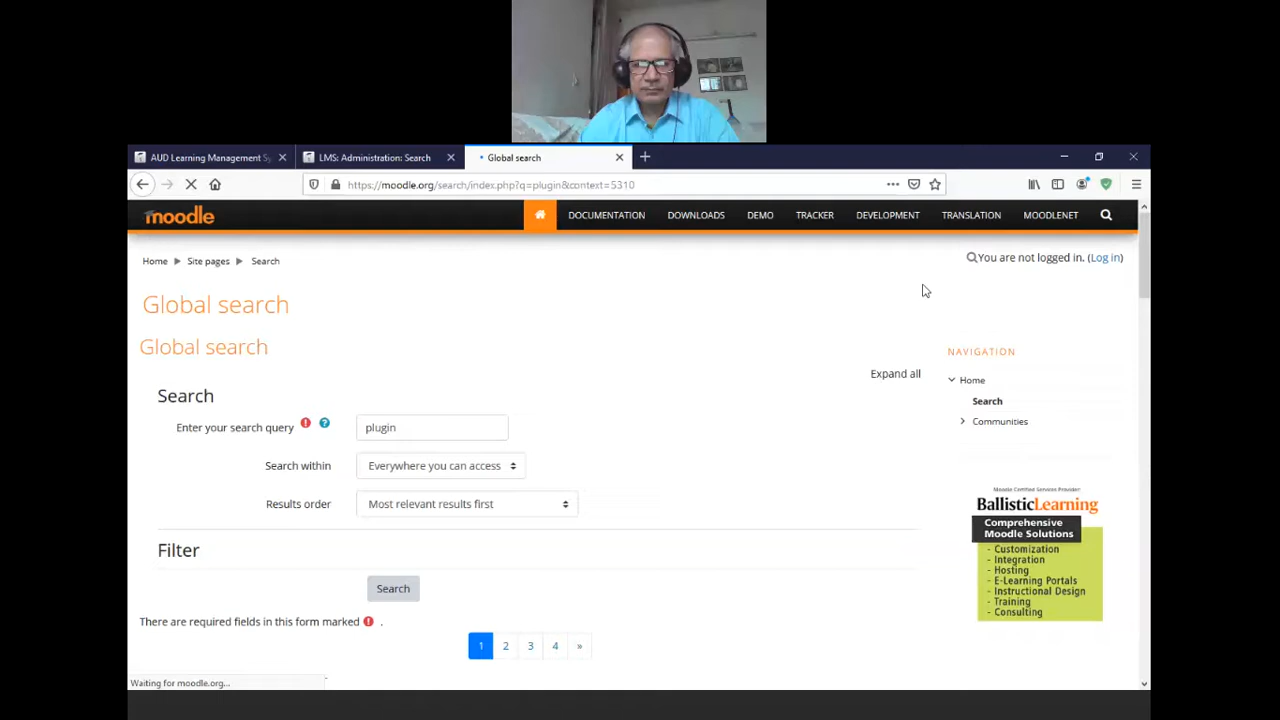 AUD Learning Management Sy
LMS: Administration: Search
Global search
https://moodle.org/search/index.php?q=plugin&context=5310
moodle
DOCUMENTATION
DOWNLOADS
DEMO
TRACKER
DEVELOPMENT
TRANSLATION
MOODLENET
Home
Site pages
Search
You are not logged in. (Log in)
Global search
Global search
Expand all
Search
Enter your search query
plugin
Search within
Everywhere you can access
Results order
Most relevant results first
Filter
Search
There are required fields in this form marked .
1 2 3 4 »
NAVIGATION
Home
Search
Communities
Moodle Certified Services Provider:
BallisticLearning
Comprehensive
Moodle Solutions
- Customization
- Integration
- Hosting
- E-Learning Portals
- Instructional Design
- Training
- Consulting
Waiting for moodle.org...